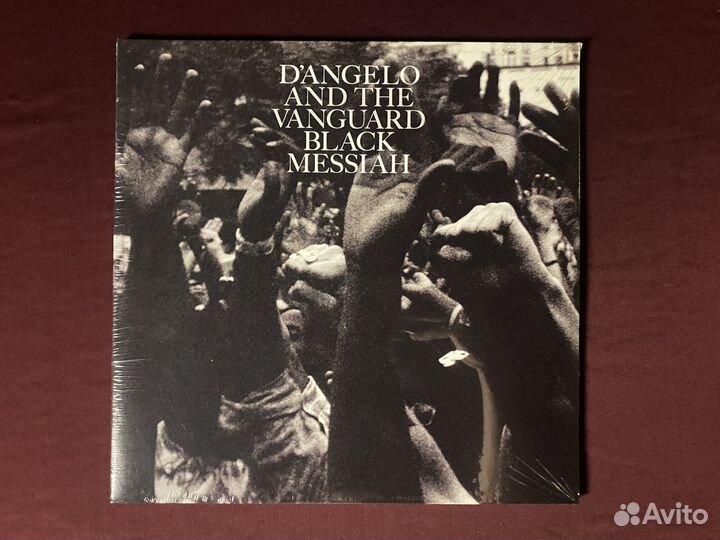 D'ANGELO
AND THE
VANGUARD
BLACK
MESSIAH
Avito